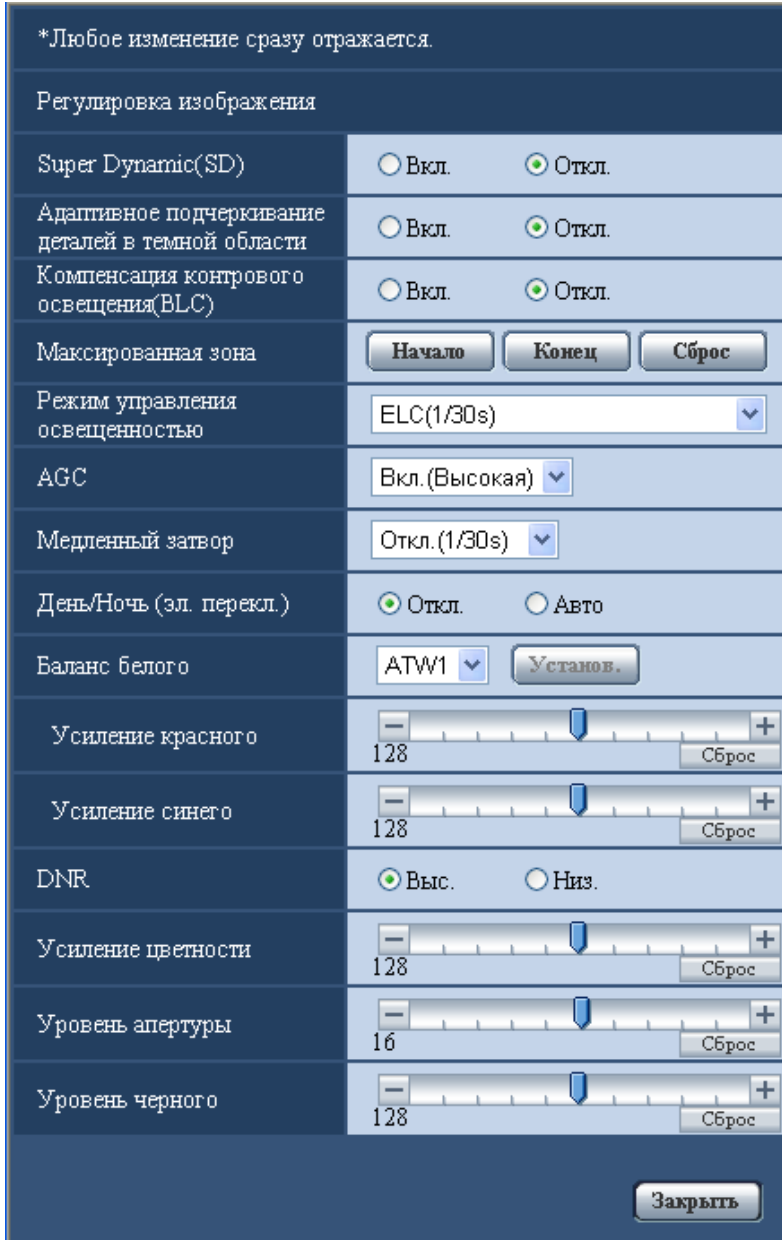 *Любое изменение сразу отражается.
Регулировка изображения
Super Dynamic(SD)
Вкл. Откл.
Адаптивное подчеркивание
деталей в темной области
Вкл. Откл.
Компенсация контрового
освещения(BLC)
Вкл. Откл.
Максированная зона
Начало Конец Сброс
Режим управления
освещенностью
ELC(1/30s)
AGC
Вкл.(Высокая)
Медленный затвор
Откл.(1/30s)
День/Ночь (эл. перекл.)
Откл. Авто
Баланс белого
ATW1 Установ.
Усиление красного
128 Сброс
Усиление синего
128 Сброс
DNR
Выс. Низ.
Усиление цветности
128 Сброс
Уровень апертуры
16 Сброс
Уровень черного
128 Сброс
Закрыть